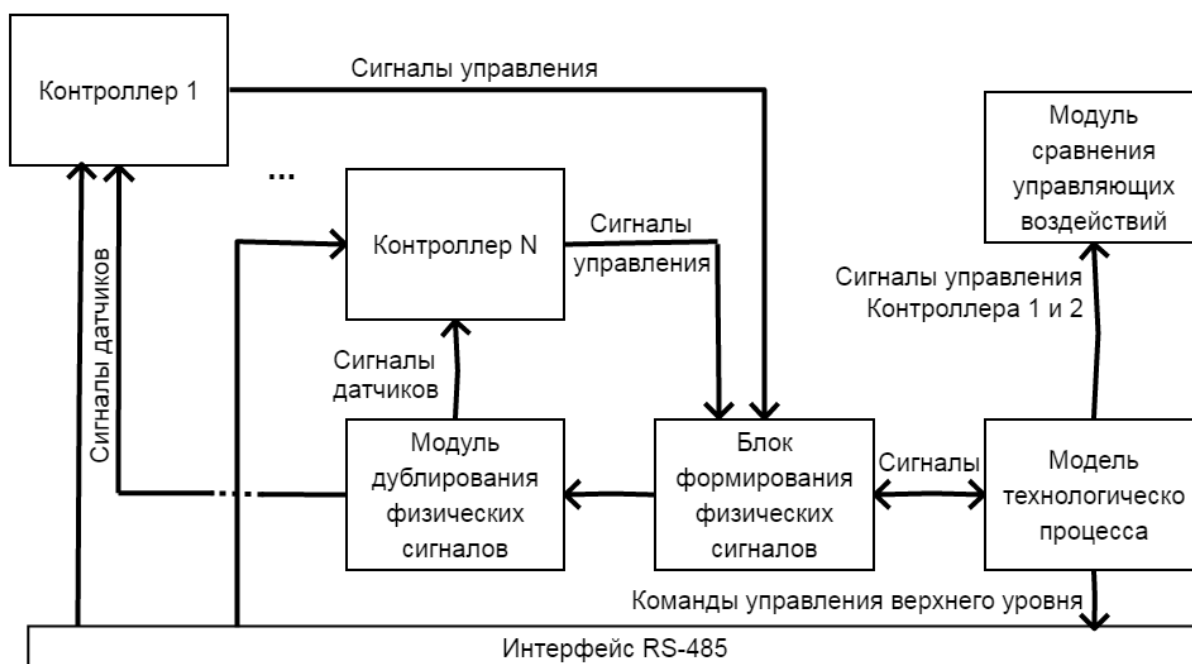 Контроллер 1
Сигналы управления
...
Контроллер N
Сигналы
управления
Модуль
сравнения
управляющих
воздействий
Сигналы управления
Контроллера 1 и 2
Сигналы датчиков
Сигналы
датчиков
Модуль
дублирования
физических
сигналов
Блок
формирования
физических
сигналов
Сигналы
Модель
технологическо
процесса
Команды управления верхнего уровня
Интерфейс RS-485